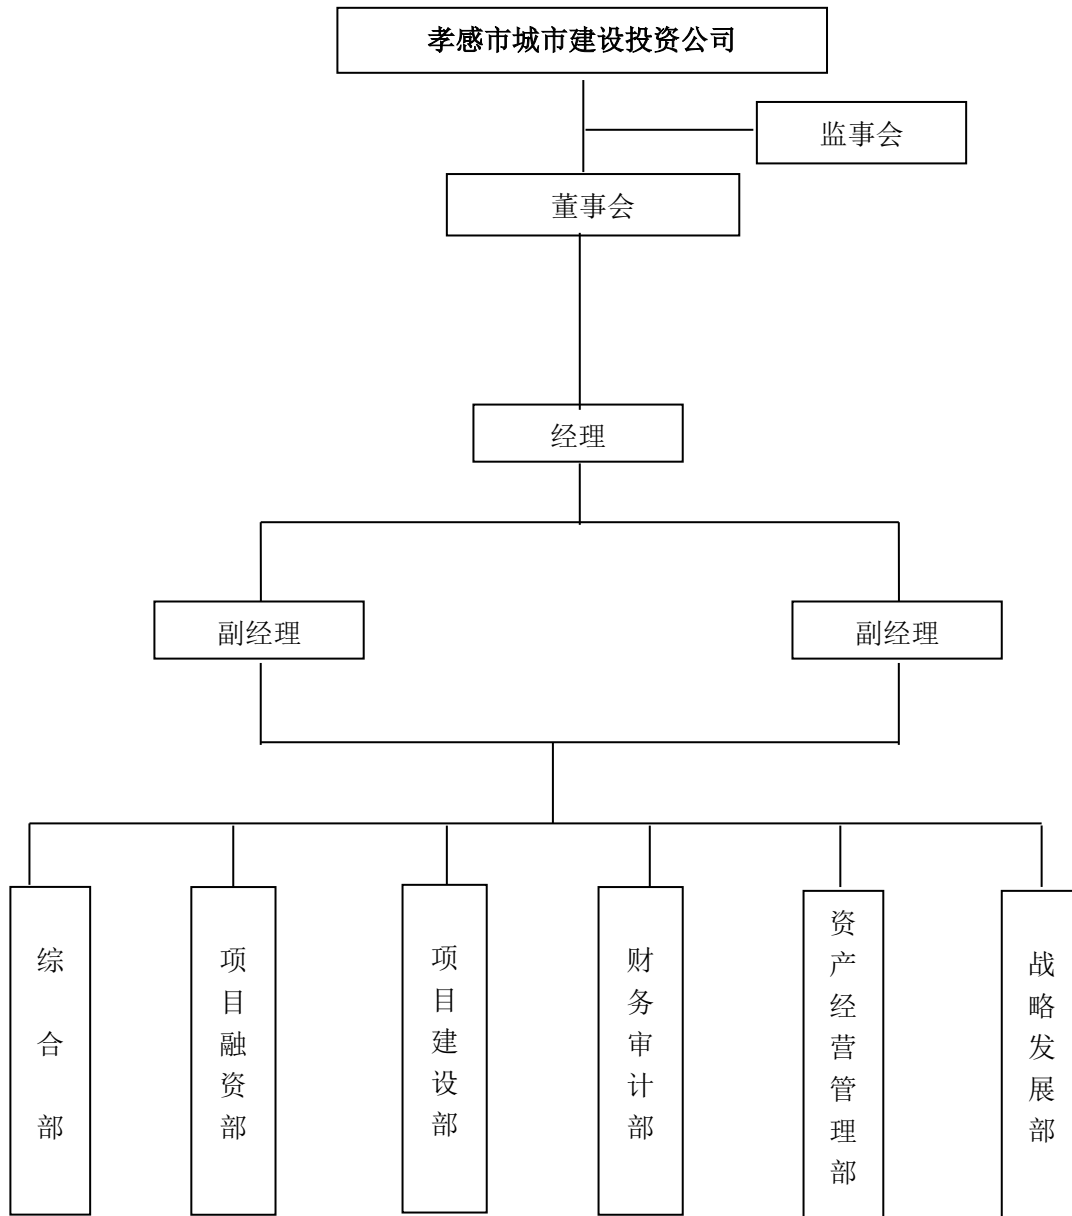 孝感市城市建设投资公司
监事会
董事会
经理
副经理
副经理
综合部
项目融资部
项目建设部
财务审计部
资产经营管理部
战略发展部